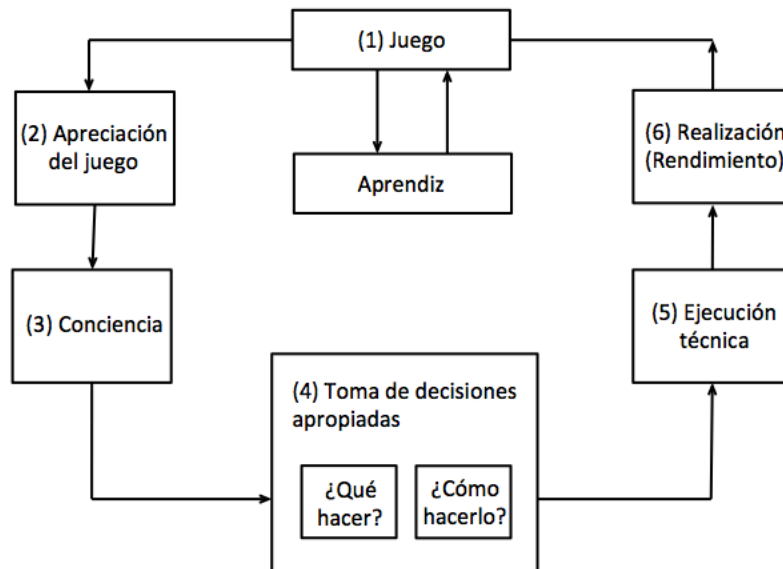 (1) Juego
(2) Apreciación
del juego
Aprendiz
(6) Realización
(Rendimiento)
(3) Conciencia
(5) Ejecución
técnica
(4) Toma de decisiones
apropiadas
¿Qué
hacer?
¿Cómo
hacerlo?